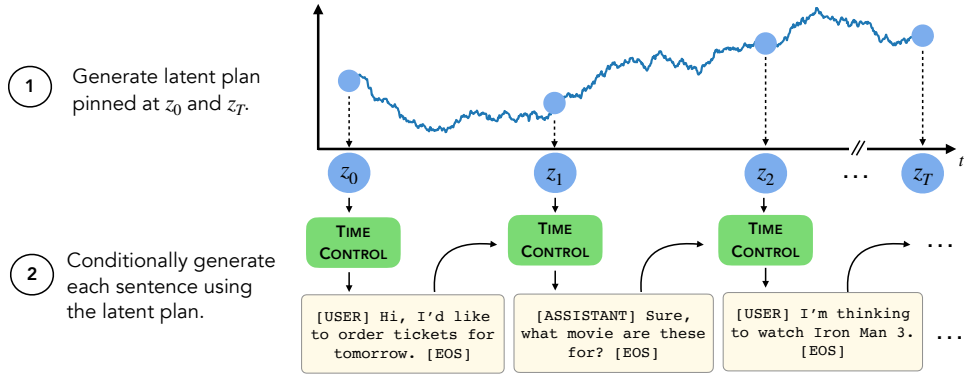 1
Generate latent plan
pinned at z0 and zT.
t
z0
z1
z2
...
zT
TIME
CONTROL
TIME
CONTROL
TIME
CONTROL
...
2
Conditionally generate
each sentence using
the latent plan.
[USER] Hi, I'd like
to order tickets for
tomorrow. [EOS]
[ASSISTANT] Sure,
what movie are these
for? [EOS]
[USER] I'm thinking
to watch Iron Man 3.
[EOS]
...